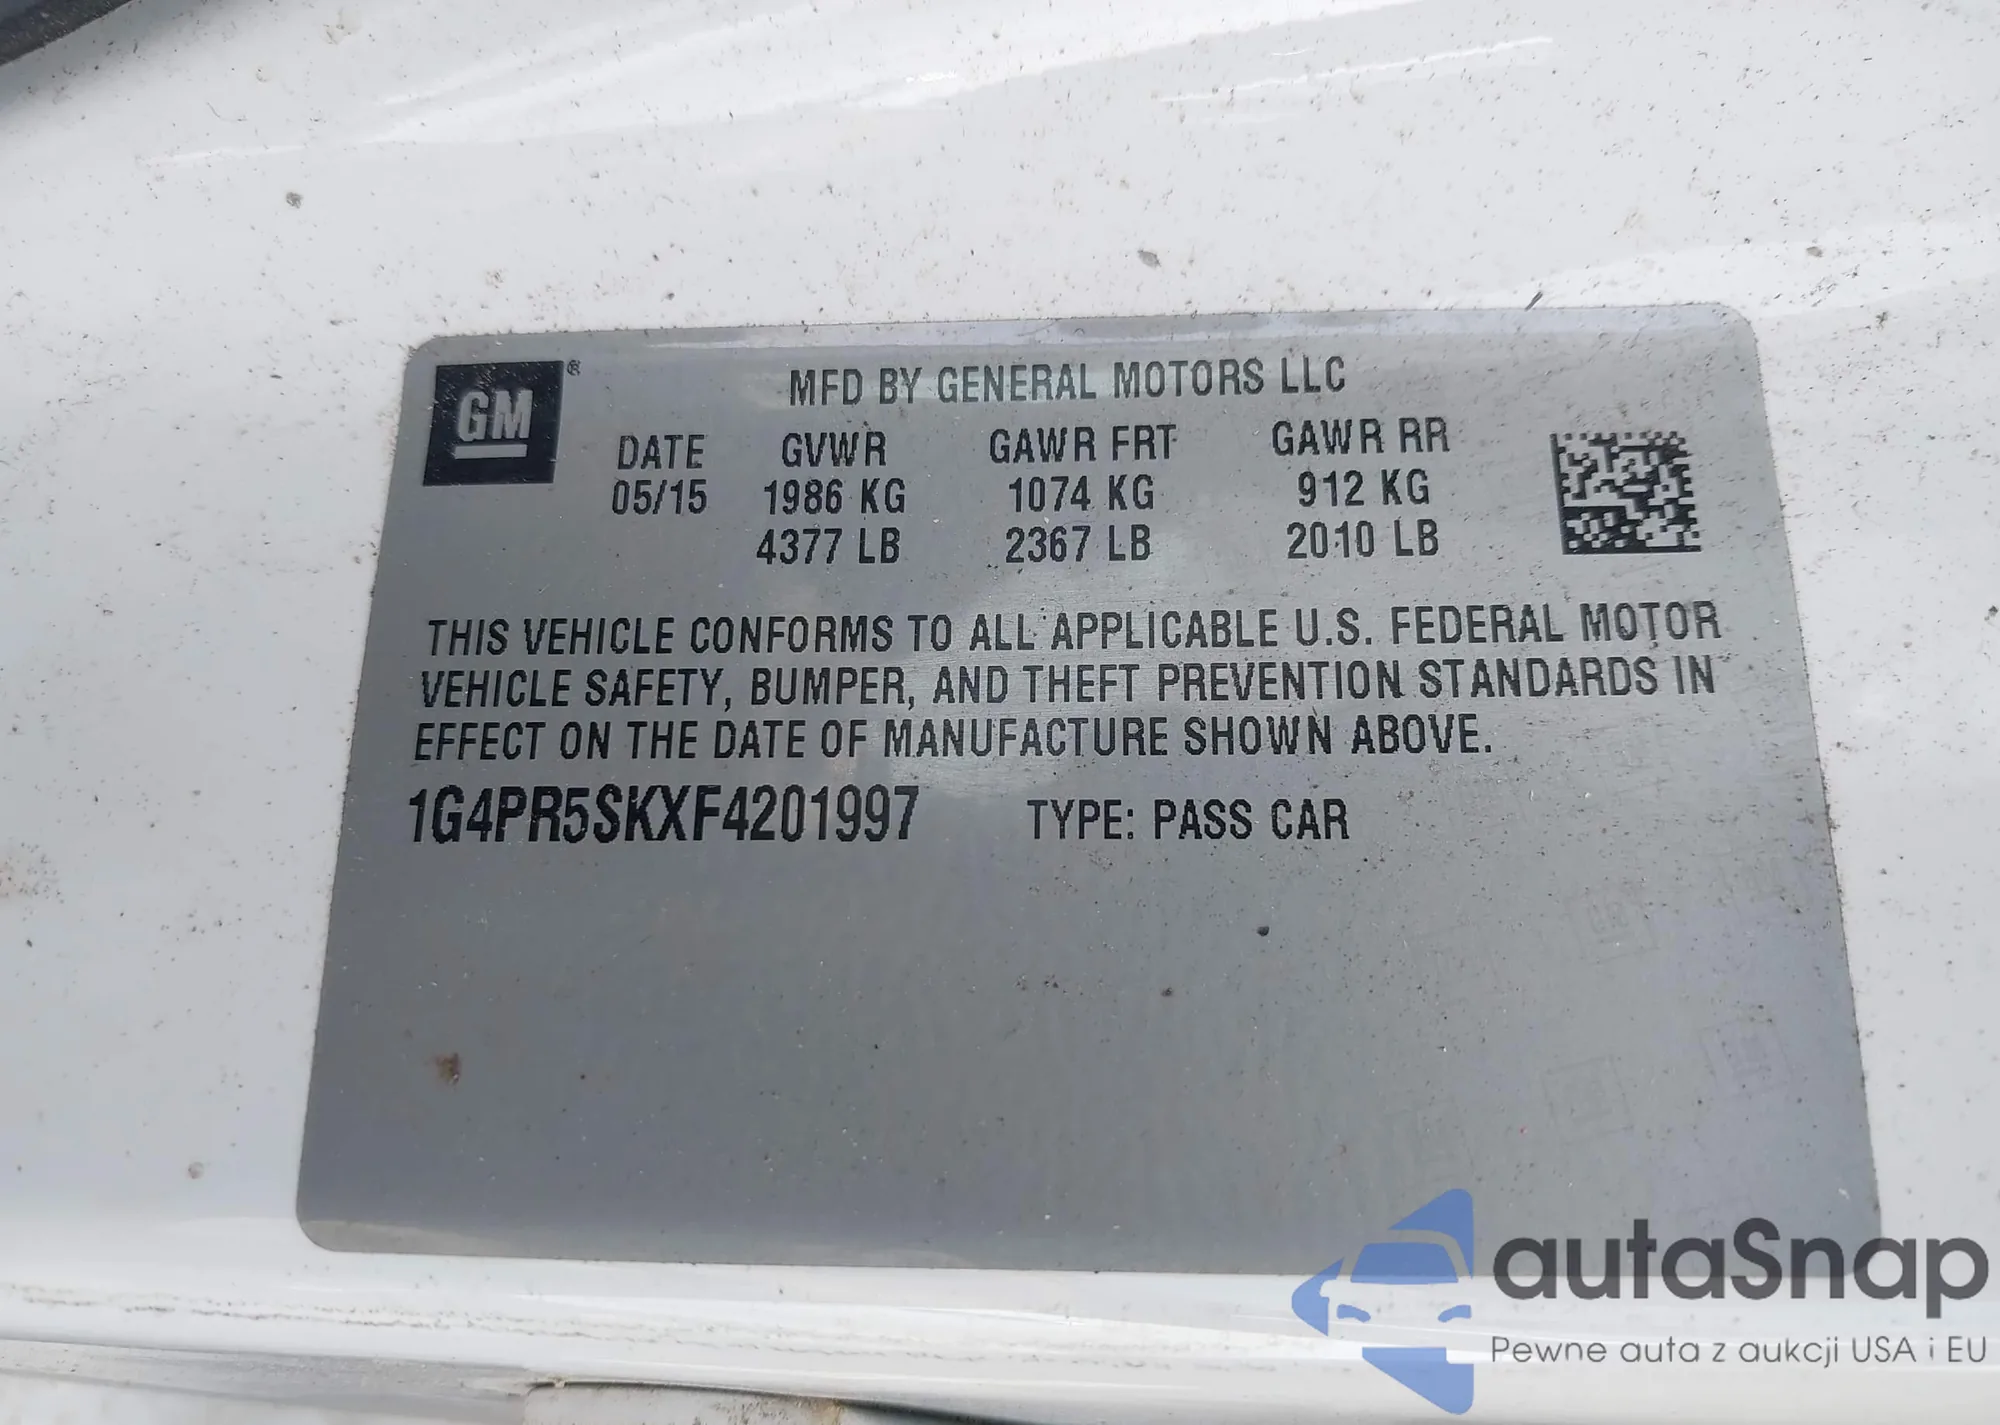 GM®
MFD BY GENERAL MOTORS LLC
DATE GVWR GAWR FRT GAWR RR
05/15 1986 KG 1074 KG 912 KG
4377 LB 2367 LB 2010 LB
THIS VEHICLE CONFORMS TO ALL APPLICABLE U.S. FEDERAL MOTOR
VEHICLE SAFETY, BUMPER, AND THEFT PREVENTION STANDARDS IN
EFFECT ON THE DATE OF MANUFACTURE SHOWN ABOVE.
1G4PR5SKXF4201997 TYPE: PASS CAR
autaSnap
Pewne auta z aukcji USA i EU